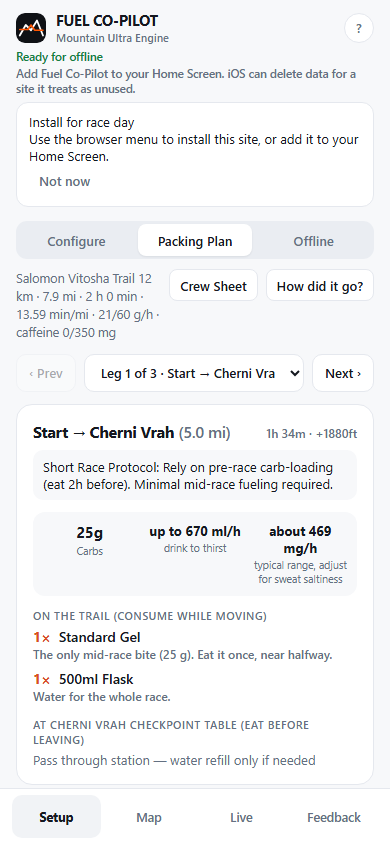 FUEL CO-PILOT
Mountain Ultra Engine
?
Ready for offline
Add Fuel Co-Pilot to your Home Screen. iOS can delete data for a
site it treats as unused.
Install for race day
Use the browser menu to install this site, or add it to your
Home Screen.
Not now
Configure
Packing Plan
Offline
Salomon Vitosha Trail 12
km · 7.9 mi · 2 h 0 min ·
13.59 min/mi · 21/60 g/h ·
caffeine 0/350 mg
Crew Sheet
How did it go?
‹ Prev
Leg 1 of 3 · Start → Cherni Vra
Next ›
Start → Cherni Vrah (5.0 mi)
1h 34m · +1880ft
Short Race Protocol: Rely on pre-race carb-loading
(eat 2h before). Minimal mid-race fueling required.
25g
Carbs
up to 670 ml/h
drink to thirst
about 469
mg/h
typical range, adjust
for sweat saltiness
ON THE TRAIL (CONSUME WHILE MOVING)
1× Standard Gel
The only mid-race bite (25 g). Eat it once, near halfway.
1× 500ml Flask
Water for the whole race.
AT CHERNI VRAH CHECKPOINT TABLE (EAT BEFORE
LEAVING)
Pass through station — water refill only if needed
Setup
Map
Live
Feedback